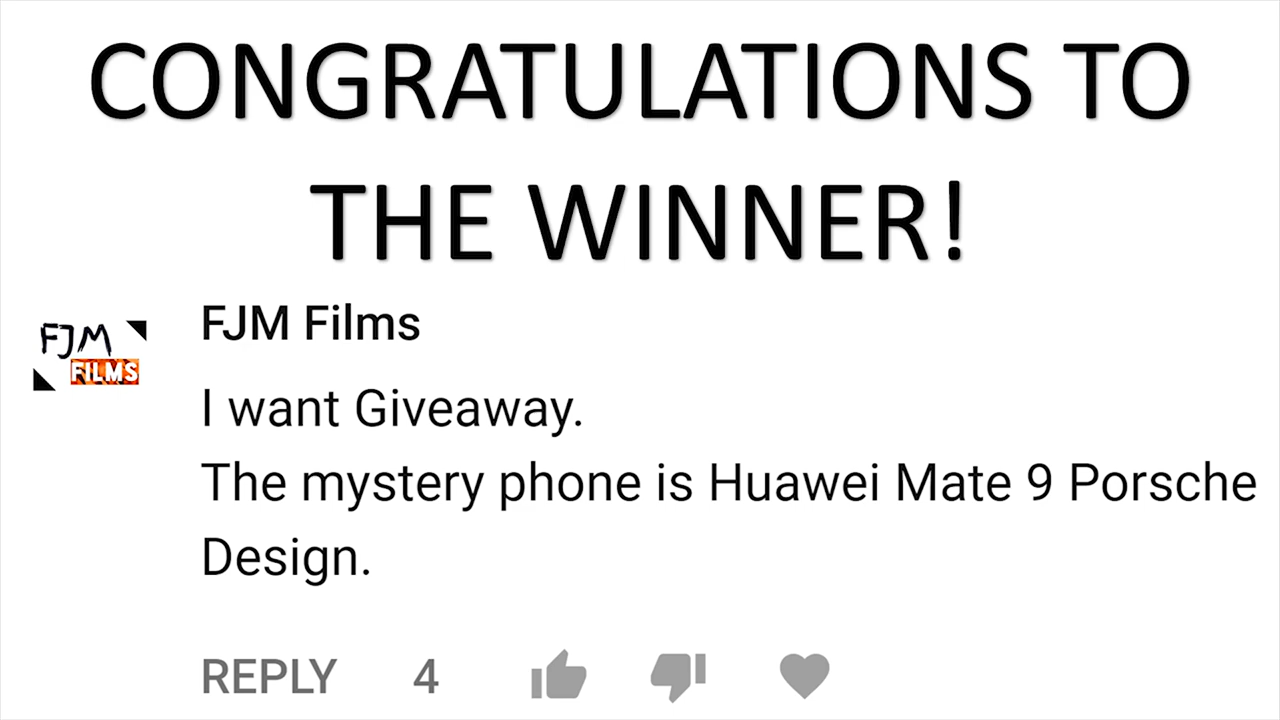 CONGRATULATIONS TO
THE WINNER!
FJM
FILMS
FJM Films
I want Giveaway.
The mystery phone is Huawei Mate 9 Porsche
Design.
REPLY 4